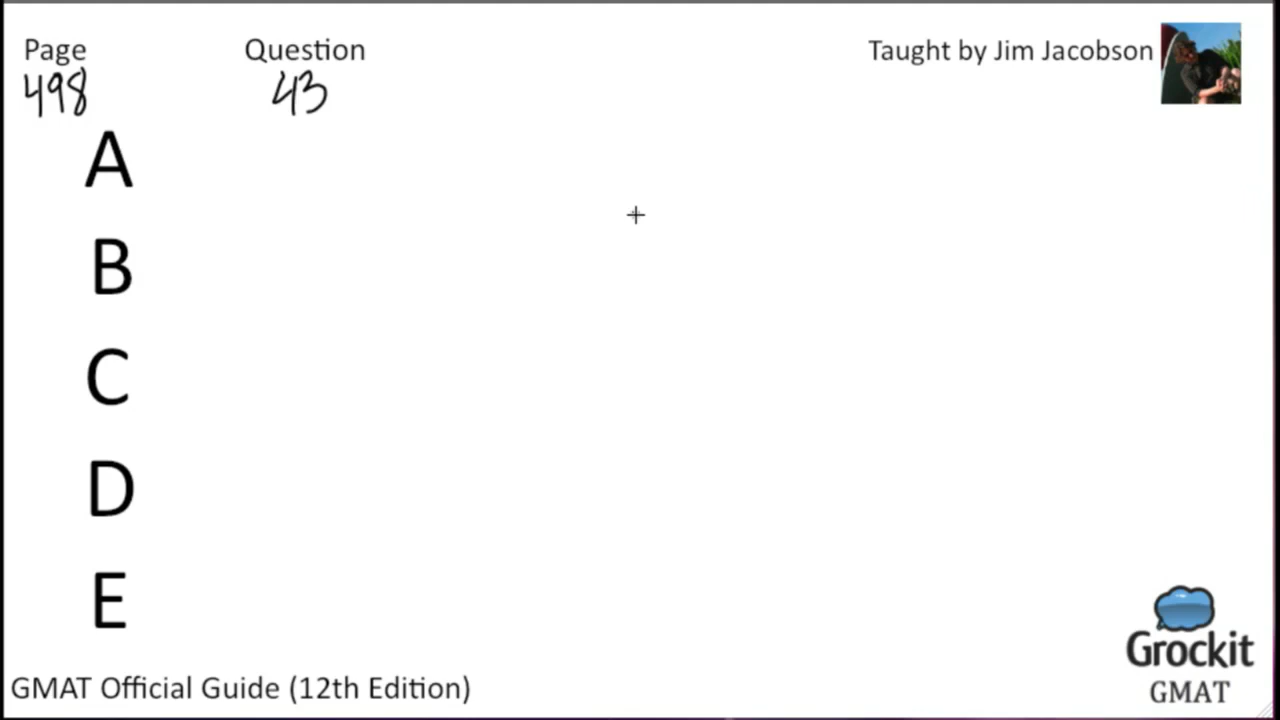 Page Question Taught by Jim Jacobson
498 43
A
B
C
D
E
Grockit
GMAT
GMAT Official Guide (12th Edition)